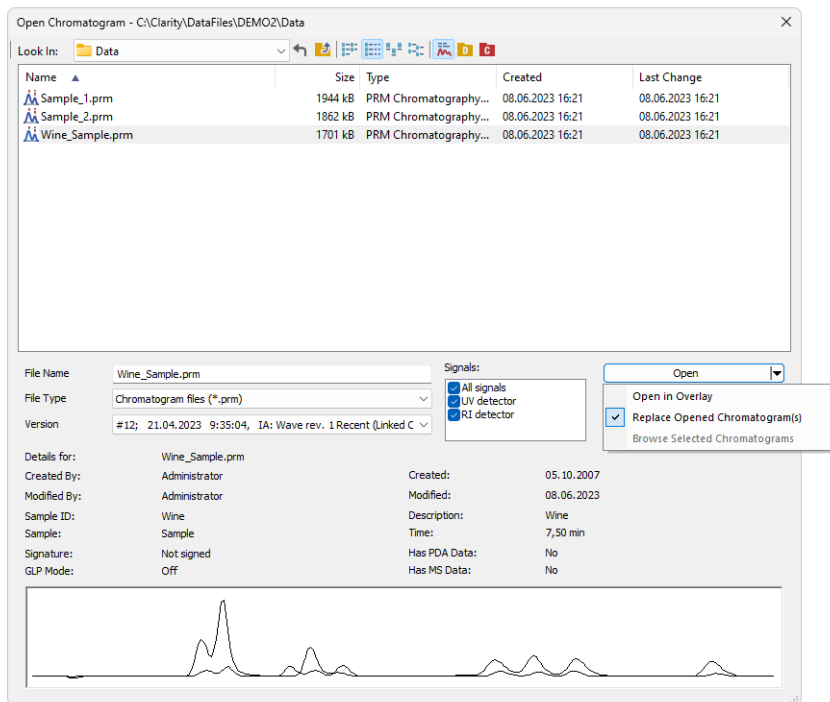 Open Chromatogram - C:\Clarity\DataFiles\DEMO2\Data
Look In: Data
D C
Name Size Type Created Last Change
Sample_1.prm 1944 kB PRM Chromatography... 08.06.2023 16:21 08.06.2023 16:21
Sample_2.prm 1862 kB PRM Chromatography... 08.06.2023 16:21 08.06.2023 16:21
Wine_Sample.prm 1701 kB PRM Chromatography... 08.06.2023 16:21 08.06.2023 16:21
File Name Wine_Sample.prm
File Type Chromatogram files (*.prm)
Version #12; 21.04.2023 9:35:04, IA: Wave rev. 1 Recent (Linked C
Signals:
All signals
UV detector
RI detector
Open
Open in Overlay
Replace Opened Chromatogram(s)
Browse Selected Chromatograms
Details for: Wine_Sample.prm
Created By: Administrator Created: 05.10.2007
Modified By: Administrator Modified: 08.06.2023
Sample ID: Wine Description: Wine
Sample: Sample Time: 7,50 min
Signature: Not signed Has PDA Data: No
GLP Mode: Off Has MS Data: No